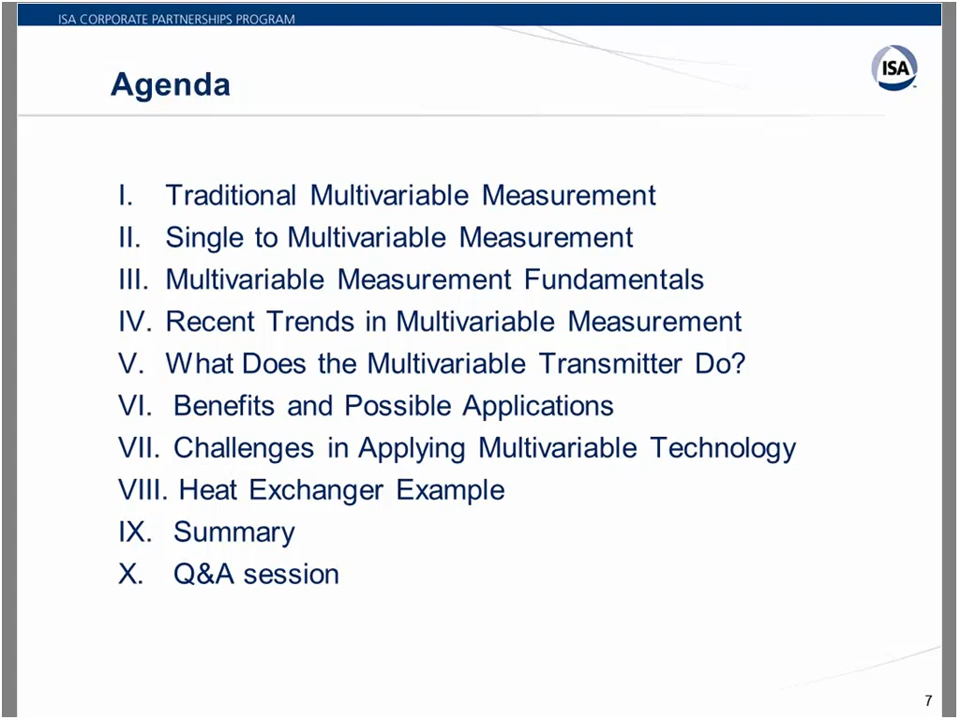 ISA CORPORATE PARTNERSHIPS PROGRAM
ISA
Agenda
I. Traditional Multivariable Measurement
II. Single to Multivariable Measurement
III. Multivariable Measurement Fundamentals
IV. Recent Trends in Multivariable Measurement
V. What Does the Multivariable Transmitter Do?
VI. Benefits and Possible Applications
VII. Challenges in Applying Multivariable Technology
VIII. Heat Exchanger Example
IX. Summary
X. Q&A session
7